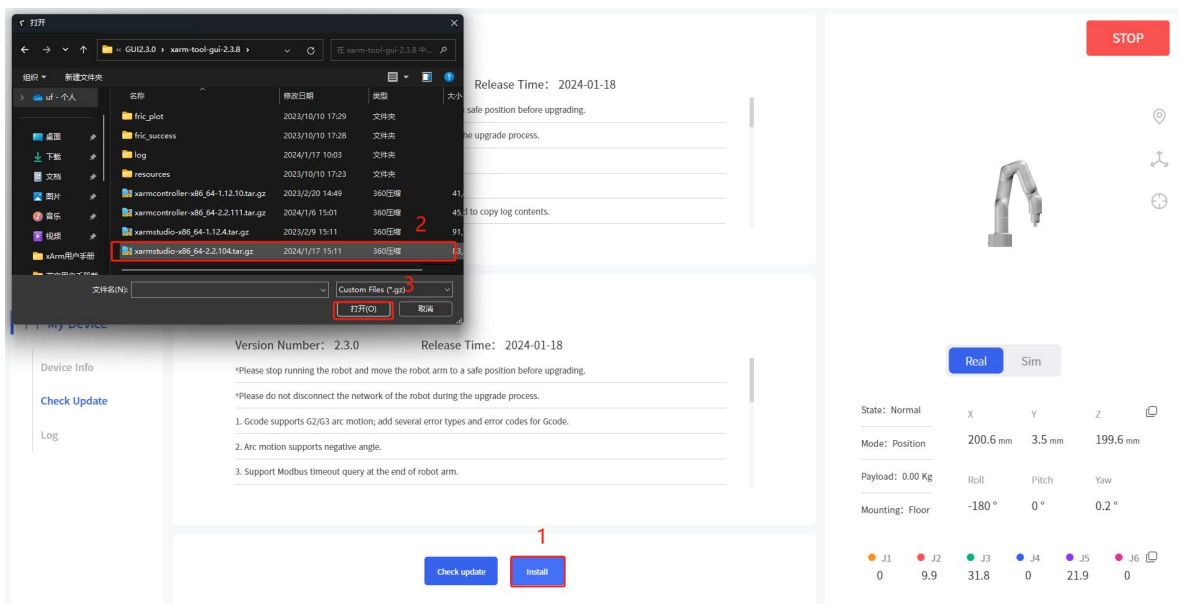 打开
GUI2.3.0 › xarm-tool-gui-2.3.8 ›
在 xarm-tool-gui-2.3.8 中...
组织
新建文件夹
名称
修改日期
类型
大小
uf - 个人
桌面
下载
文档
图片
音乐
视频
xArm用户手册
fric_plot 2023/10/10 17:29 文件夹
fric_success 2023/10/10 17:28 文件夹
log 2024/1/17 10:03 文件夹
resources 2023/10/10 17:23 文件夹
xarmcontroller-x86_64-1.12.10.tar.gz 2023/2/20 14:49 360压缩 41,
xarmcontroller-x86_64-2.2.111.tar.gz 2024/1/6 15:01 360压缩 45,
xarmstudio-x86_64-1.12.4.tar.gz 2023/2/9 15:11 360压缩 91,
2
xarmstudio-x86_64-2.2.104.tar.gz 2024/1/17 15:11 360压缩
3
文件名(N):
Custom Files (*.gz)
打开(O)
取消
Release Time: 2024-01-18
safe position before upgrading.
he upgrade process.
d to copy log contents.
My Device
Device Info
Check Update
Log
Version Number: 2.3.0
Release Time: 2024-01-18
*Please stop running the robot and move the robot arm to a safe position before upgrading.
*Please do not disconnect the network of the robot during the upgrade process.
1. Gcode supports G2/G3 arc motion; add several error types and error codes for Gcode.
2. Arc motion supports negative angle.
3. Support Modbus timeout query at the end of robot arm.
1
Check update
Install
STOP
Real
Sim
State: Normal
Mode: Position
Payload: 0.00 Kg
Mounting: Floor
X Y Z
200.6 mm 3.5 mm 199.6 mm
Roll Pitch Yaw
-180 ° 0 ° 0.2 °
J1 J2 J3 J4 J5 J6
0 9.9 31.8 0 21.9 0